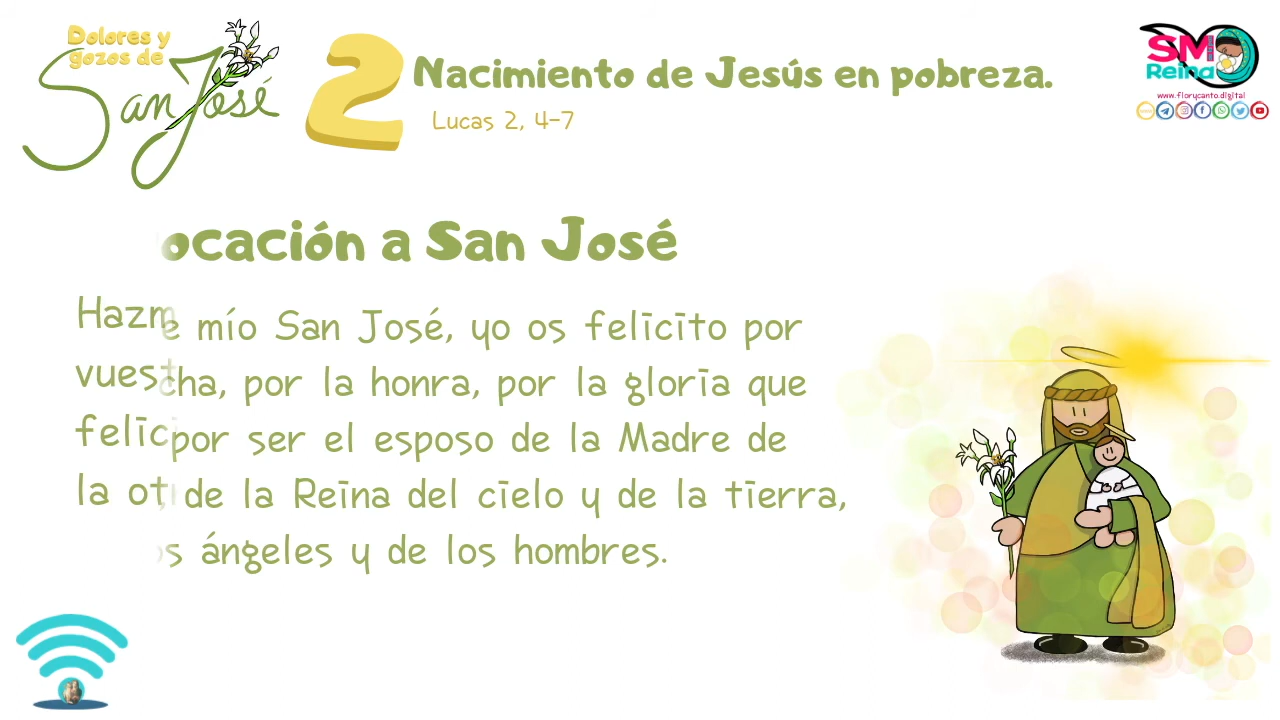 Dolores y
gozos de
San José
2
Nacimiento de Jesús en pobreza.
Lucas 2, 4-7
SM
Reina
www.florycanto.digital
ocación a San José
Hazm
e mío San José, yo os felicito por
vues
cha, por la honra, por la gloria que
felic
por ser el esposo de la Madre de
la ot
, de la Reina del cielo y de la tierra,
s ángeles y de los hombres.